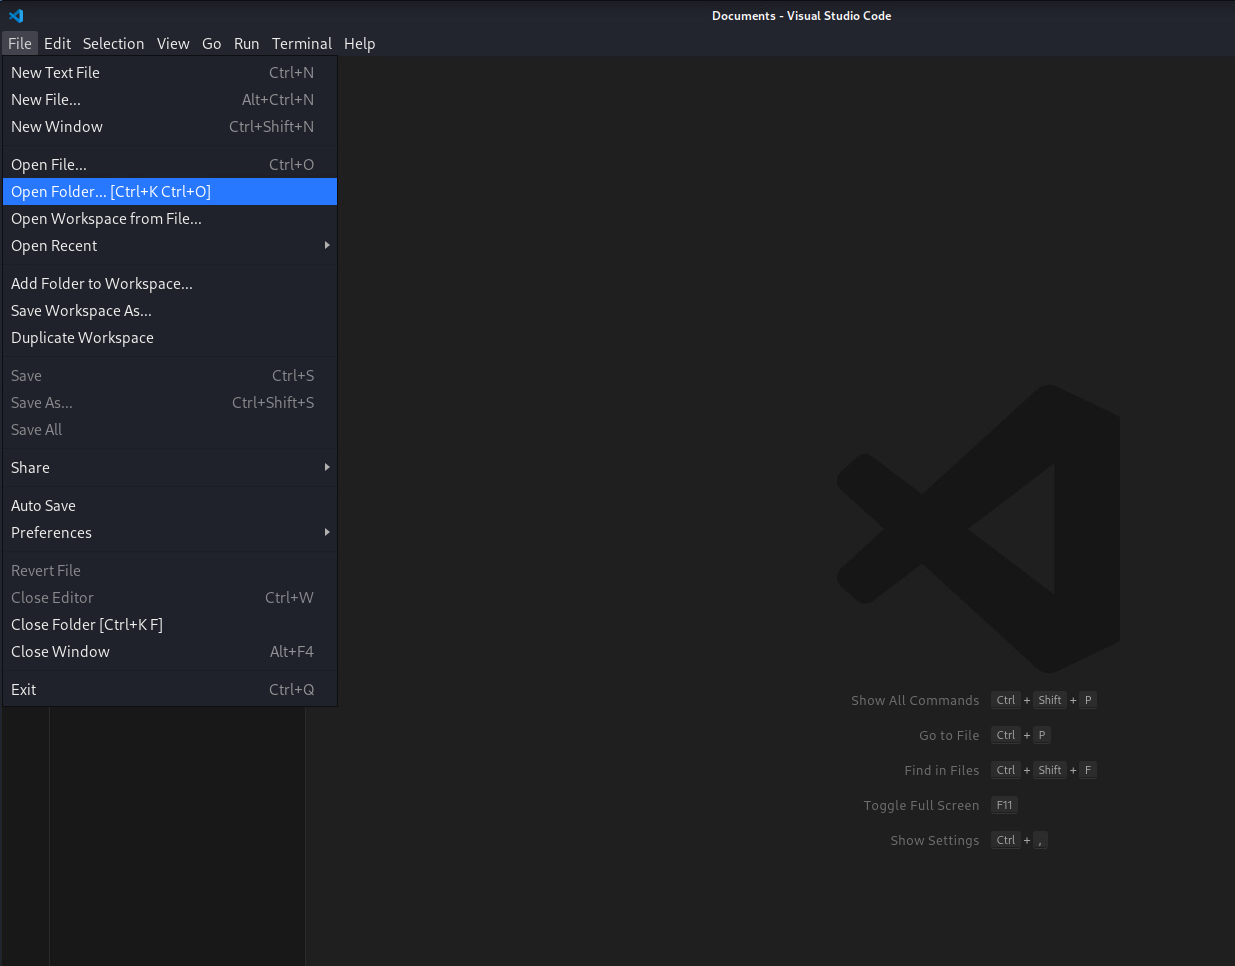 Documents - Visual Studio Code
File Edit Selection View Go Run Terminal Help
New Text File Ctrl+N
New File... Alt+Ctrl+N
New Window Ctrl+Shift+N
Open File... Ctrl+O
Open Folder... [Ctrl+K Ctrl+O]
Open Workspace from File...
Open Recent
Add Folder to Workspace...
Save Workspace As...
Duplicate Workspace
Save Ctrl+S
Save As... Ctrl+Shift+S
Save All
Share
Auto Save
Preferences
Revert File
Close Editor Ctrl+W
Close Folder [Ctrl+K F]
Close Window Alt+F4
Exit Ctrl+Q
Show All Commands Ctrl + Shift + P
Go to File Ctrl + P
Find in Files Ctrl + Shift + F
Toggle Full Screen F11
Show Settings Ctrl + ,